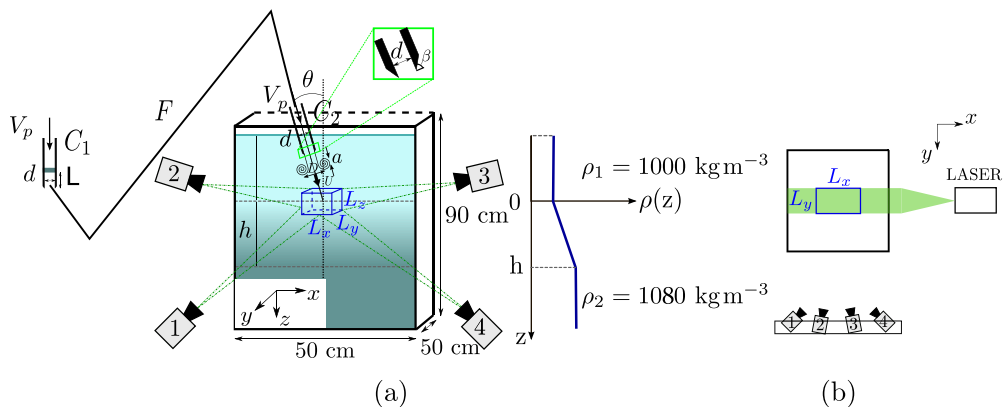 V_p
C_1
d
L
F
θ
V_p
C_2
d
d
β
a
U
h
L_z
L_x
L_y
x
y
z
1
2
3
4
90 cm
50 cm
50 cm
0
h
z
ρ(z)
ρ_1 = 1000 kg m^{-3}
ρ_2 = 1080 kg m^{-3}
x
y
LASER
L_x
L_y
1
2
3
4
(a)
(b)